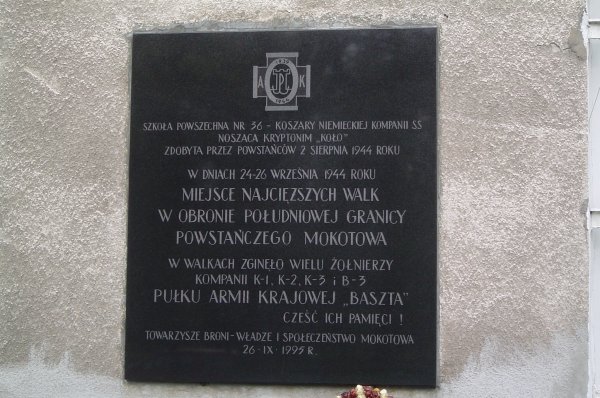 A K
JPL
SZKOŁA POWSZECHNA NR 36 - KOSZARY NIEMIECKIEJ KOMPANII SS
NOSZĄCA KRYPTONIM „KOŁO”
ZDOBYTA PRZEZ POWSTAŃCÓW 2 SIERPNIA 1944 ROKU
W DNIACH 24-26 WRZEŚNIA 1944 ROKU
MIEJSCE NAJCIĘŻSZYCH WALK
W OBRONIE POŁUDNIOWEJ GRANICY
POWSTAŃCZEGO MOKOTOWA
W WALKACH ZGINĘŁO WIELU ŻOŁNIERZY
KOMPANII K-1, K-2, K-3 i B-3
PUŁKU ARMII KRAJOWEJ „BASZTA”
CZEŚĆ ICH PAMIĘCI !
TOWARZYSZE BRONI - WŁADZE I SPOŁECZEŃSTWO MOKOTOWA
26 · IX · 1995 R.